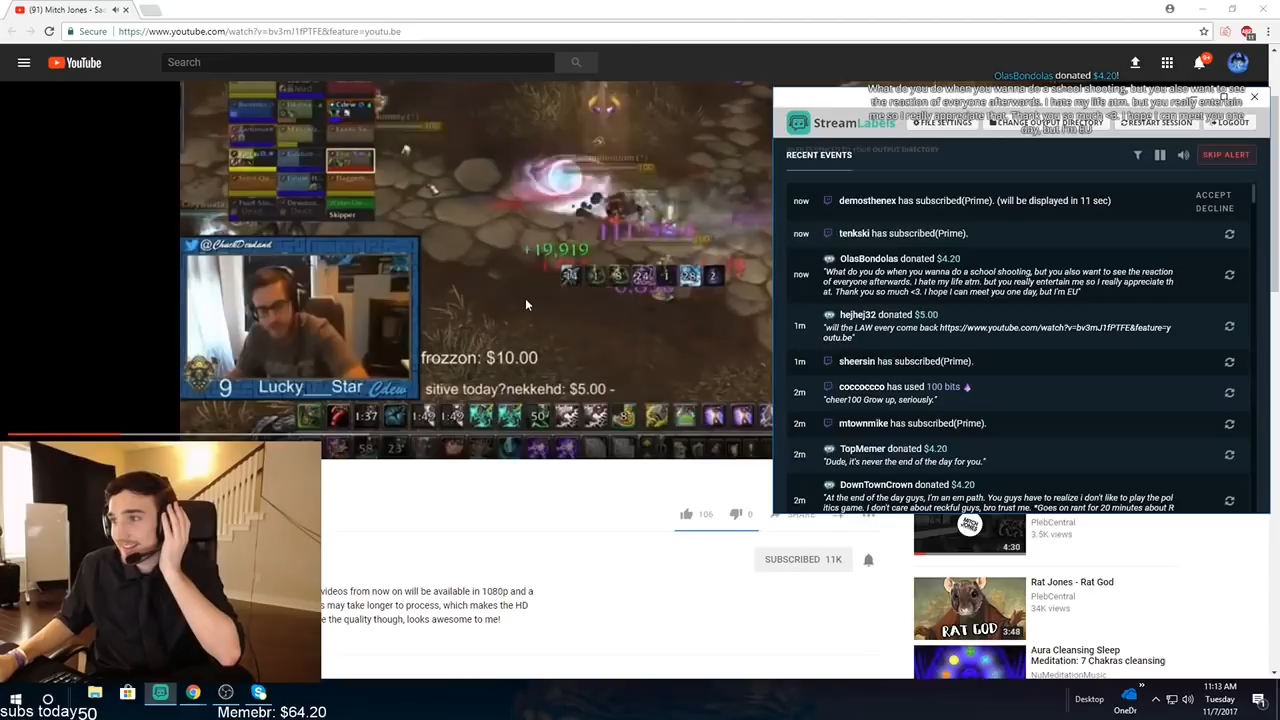 (91) Mitch Jones - Sac
Secure
https://www.youtube.com/watch?v=bv3mJ1fPTFE&feature=youtu.be
YouTube
Search
9+
OlasBondolas donated $4.20!
What do you do when you wanna do a school shooting, but you also want to see
the reaction of everyone afterwards. I hate my life atm. but you really entertain
me so I really appreciate that. Thank you so much <3. I hope I can meet you one
day, but I'm EU
StreamLabels
FILE SETTINGS
CHANGE OUTPUT DIRECTORY
RESTART SESSION
LOGOUT
RECENT EVENTS
SKIP ALERT
now
demosthenex has subscribed(Prime). (will be displayed in 11 sec)
ACCEPT
DECLINE
now
tenkski has subscribed(Prime).
now
OlasBondolas donated $4.20
"What do you do when you wanna do a school shooting, but you also want to see the reaction
of everyone afterwards. I hate my life atm. but you really entertain me so I really appreciate th
at. Thank you so much <3. I hope I can meet you one day, but I'm EU"
1m
hejhej32 donated $5.00
"will the LAW every come back https://www.youtube.com/watch?v=bv3mJ1fPTFE&feature=y
outu.be"
1m
sheersin has subscribed(Prime).
2m
coccoccco has used 100 bits
"cheer100 Grow up, seriously."
2m
mtownmike has subscribed(Prime).
2m
TopMemer donated $4.20
"Dude, it's never the end of the day for you."
2m
DownTownCrown donated $4.20
"At the end of the day guys, I'm an em path. You guys have to realize i don't like to play the pol
itics game. I don't care about reckful guys, bro trust me. *Goes on rant for 20 minutes about R
Cdew
Skipper
+19,919
@ChuckDewland
9 Lucky___Star Cdew
frozzon: $10.00
sitive today?nekkehd: $5.00 -
1:37
1:49
1:49
50
58
23
106
0
SHARE
SUBSCRIBED 11K
videos from now on will be available in 1080p and a
s may take longer to process, which makes the HD
e the quality though, looks awesome to me!
MITCH JONES
4:30
PlebCentral
3.5K views
RAT GOD
3:48
Rat Jones - Rat God
PlebCentral
34K views
Aura Cleansing Sleep
Meditation: 7 Chakras cleansing
NuMeditationMusic
subs today50
Memebr: $64.20
Desktop
OneDr
11:13 AM
Tuesday
11/7/2017